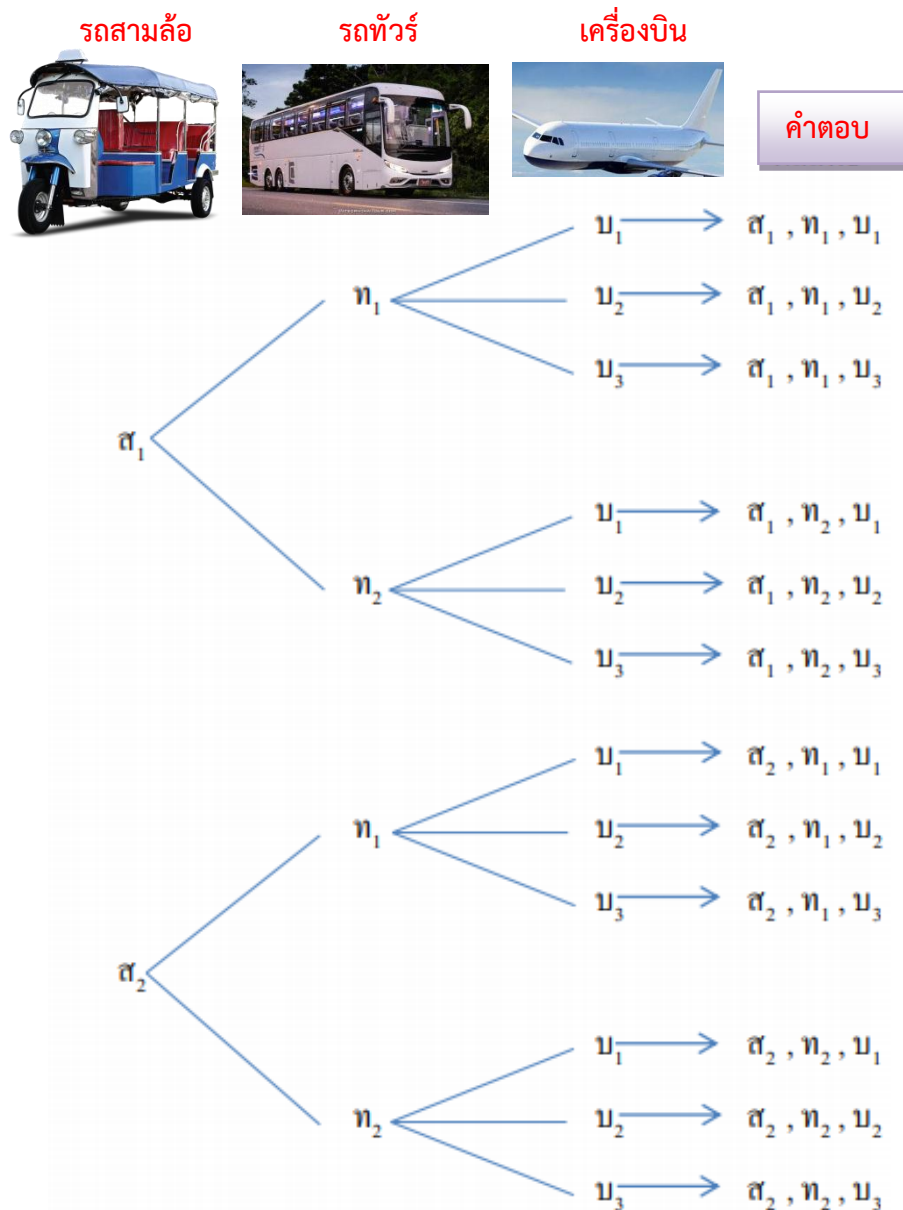 รถสามล้อ รถทัวร์ เครื่องบิน
คำตอบ
บ₁ ส₁ , ท₁ , บ₁
ท₁ บ₂ ส₁ , ท₁ , บ₂
บ₃ ส₁ , ท₁ , บ₃
ส₁
บ₁ ส₁ , ท₂ , บ₁
ท₂ บ₂ ส₁ , ท₂ , บ₂
บ₃ ส₁ , ท₂ , บ₃
บ₁ ส₂ , ท₁ , บ₁
ท₁ บ₂ ส₂ , ท₁ , บ₂
บ₃ ส₂ , ท₁ , บ₃
ส₂
บ₁ ส₂ , ท₂ , บ₁
ท₂ บ₂ ส₂ , ท₂ , บ₂
บ₃ ส₂ , ท₂ , บ₃